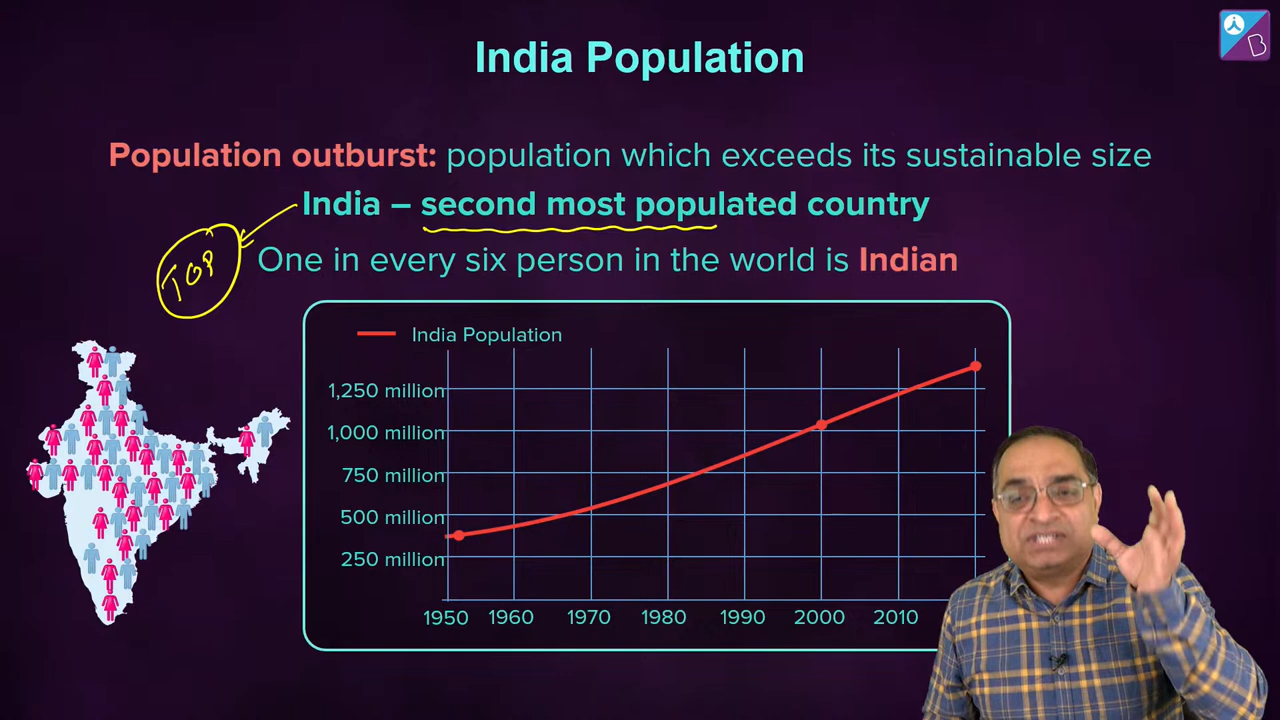 India Population
B
Population outburst: population which exceeds its sustainable size
India – second most populated country
TOP
One in every six person in the world is Indian
India Population
1,250 million
1,000 million
750 million
500 million
250 million
1950 1960 1970 1980 1990 2000 2010